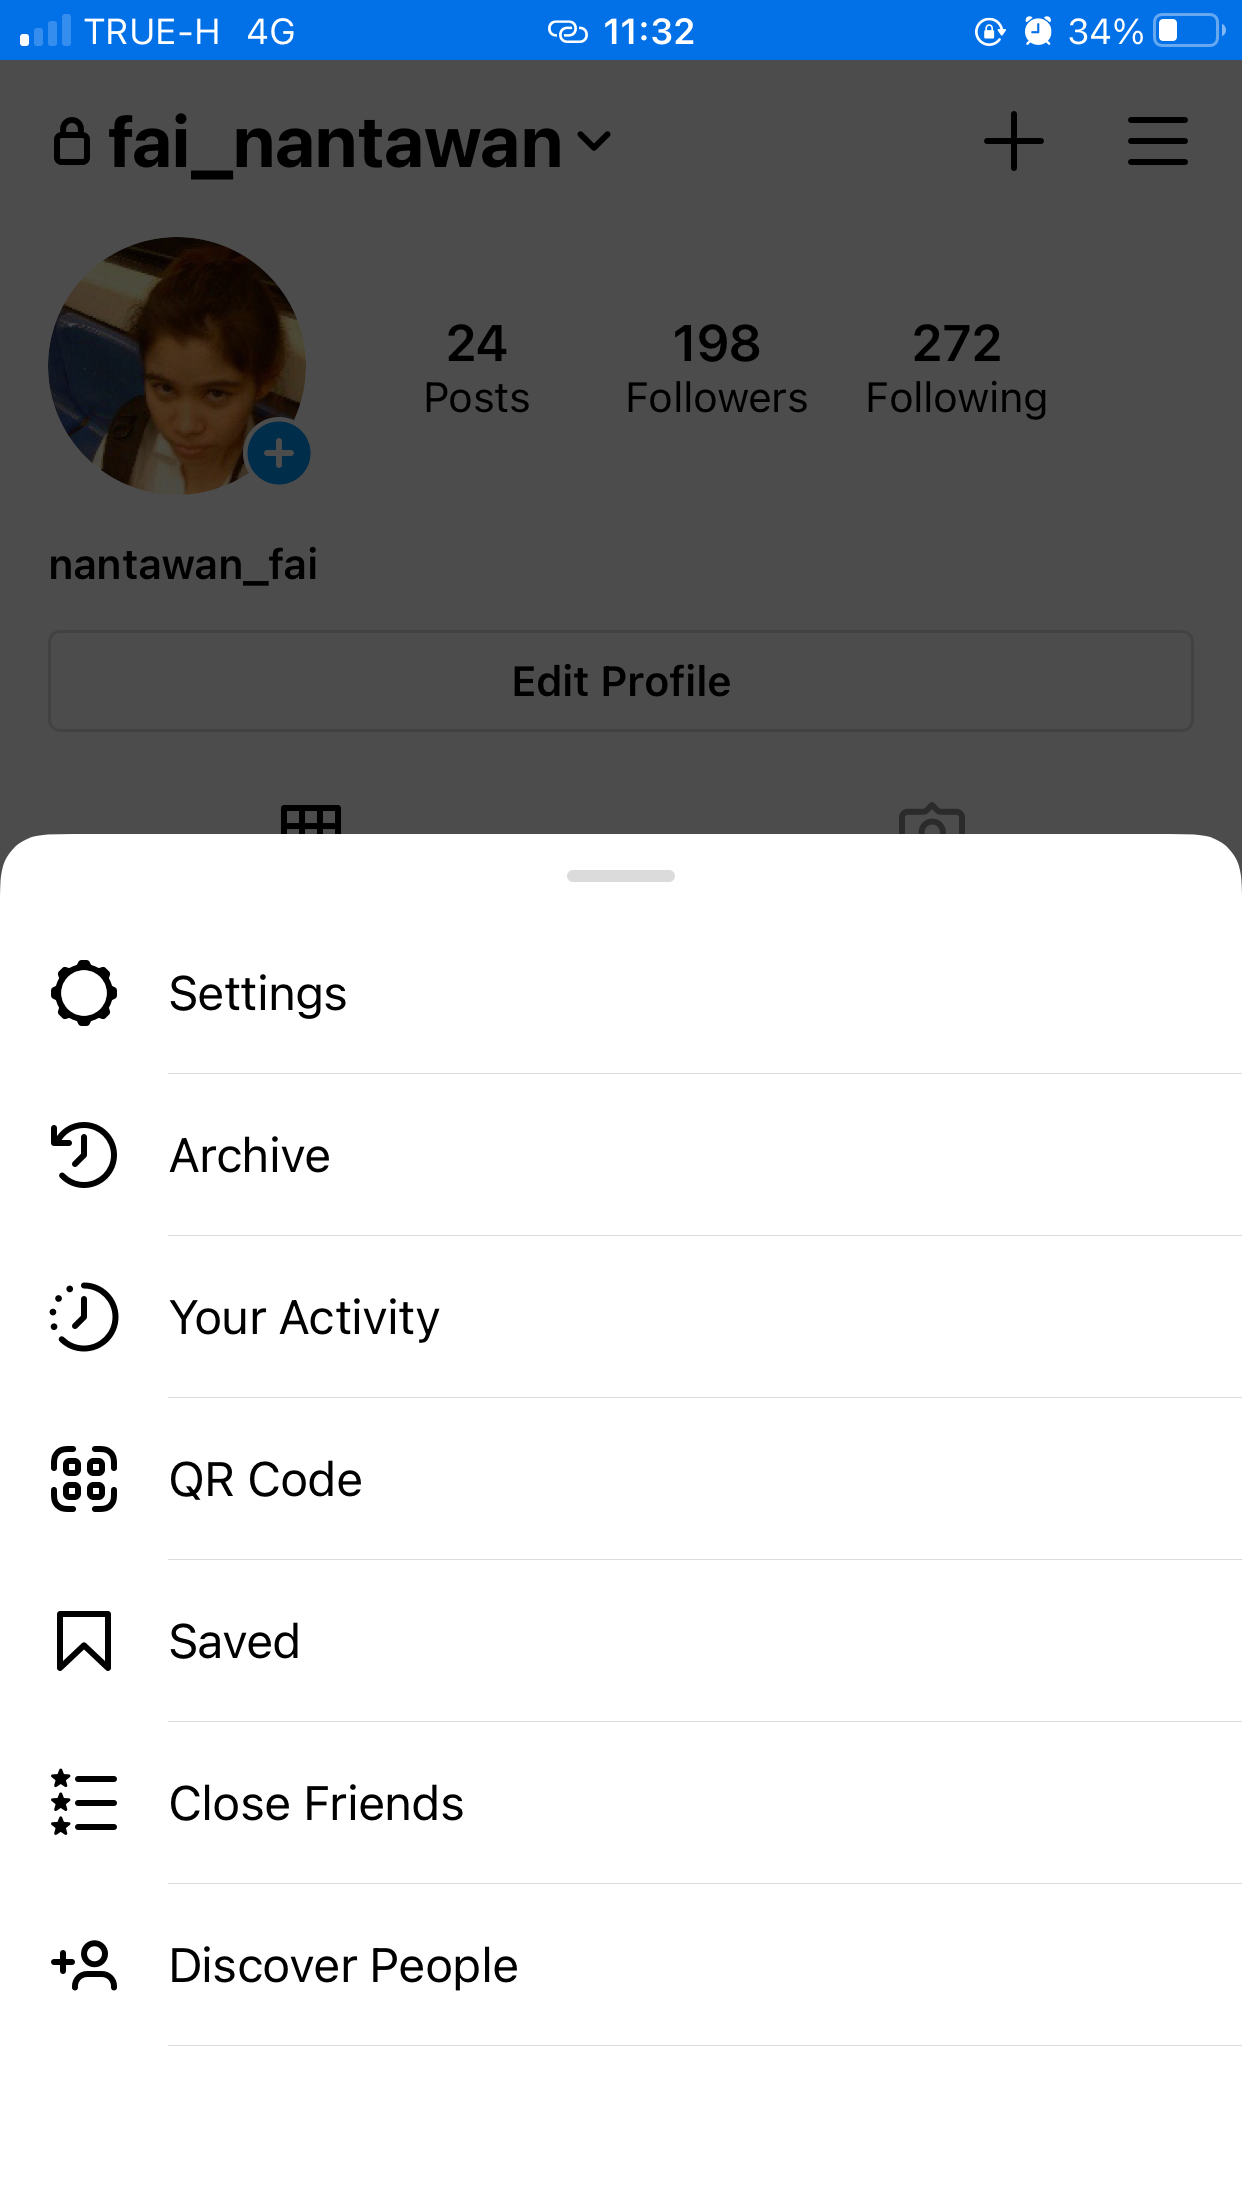 TRUE-H 4G 11:32 34%
fai_nantawan
24 198 272
Posts Followers Following
nantawan_fai
Edit Profile
Settings
Archive
Your Activity
QR Code
Saved
Close Friends
Discover People